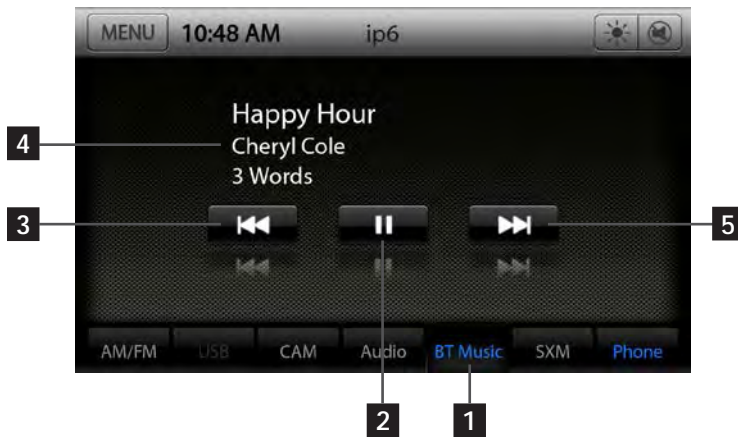 MENU 10:48 AM ip6
Happy Hour
4
Cheryl Cole
3 Words
3
5
AM/FM USB CAM Audio BT Music SXM Phone
2 1